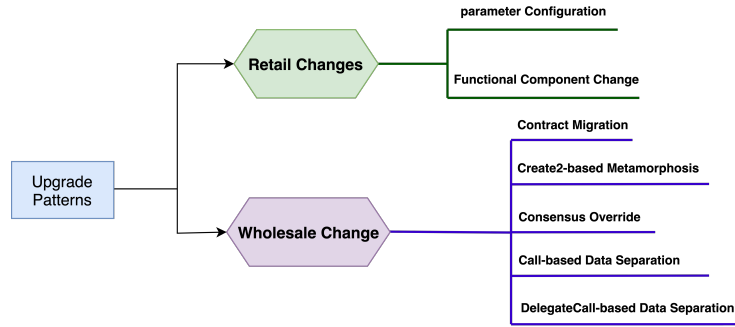 parameter Configuration
Retail Changes
Functional Component Change
Upgrade
Patterns
Contract Migration
Create2-based Metamorphosis
Wholesale Change
Consensus Override
Call-based Data Separation
DelegateCall-based Data Separation